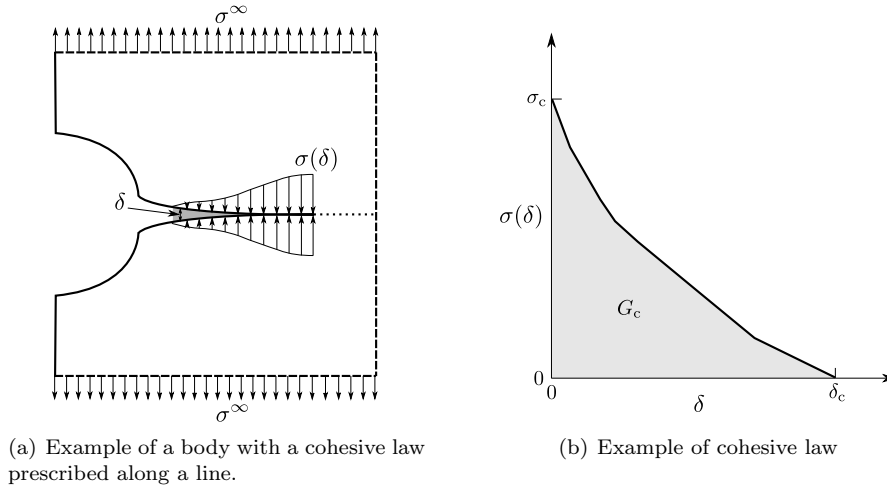 σ^∞
σ(δ)
δ
σ^∞
(a) Example of a body with a cohesive law
prescribed along a line.
σ_c
σ(δ)
G_c
0
0
δ
δ_c
(b) Example of cohesive law